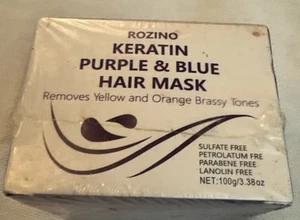 ROZINO
KERATIN
PURPLE & BLUE
HAIR MASK
Removes Yellow and Orange Brassy Tones
SULFATE FREE
PETROLATUM FRE
PARABENE FREE
LANOLIN FREE
NET:100g/3.38oz